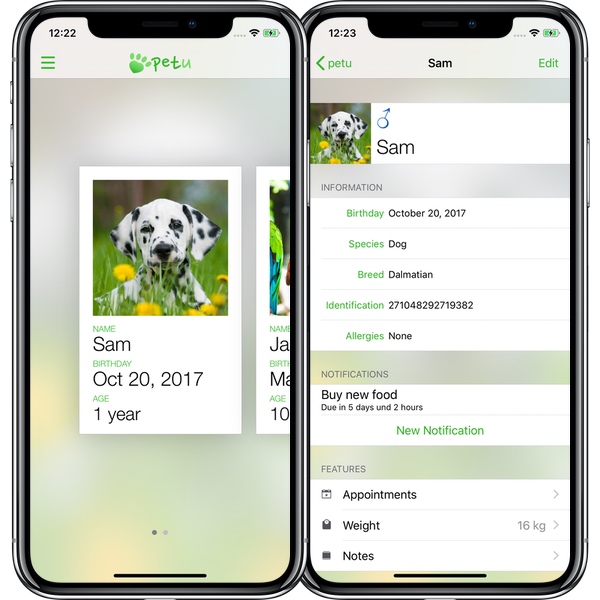 12:22
petu
NAME
Sam
BIRTHDAY
Oct 20, 2017
AGE
1 year
NAME
Ja
BIRTHD
Ma
AGE
10
12:23
petu
Sam
Edit
Sam
INFORMATION
Birthday October 20, 2017
Species Dog
Breed Dalmatian
Identification 271048292719382
Allergies None
NOTIFICATIONS
Buy new food
Due in 5 days und 2 hours
New Notification
FEATURES
Appointments
Weight 16 kg
Notes